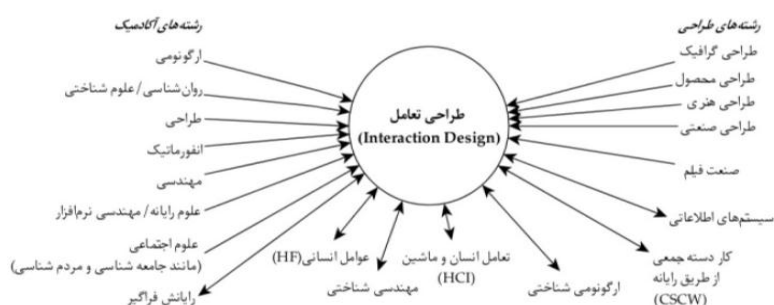 رشته‌های طراحی
طراحی گرافیک
طراحی محصول
طراحی هنری
طراحی صنعتی
صنعت فیلم
رشته‌های آکادمیک
ارگونومی
روان‌شناسی/علوم شناختی
طراحی
انفورماتیک
مهندسی
علوم رایانه/ مهندسی نرم‌افزار
علوم اجتماعی
(مانند جامعه شناسی و مردم شناسی)
طراحی تعامل
(Interaction Design)
سیستم‌های اطلاعاتی
کار دسته جمعی
از طریق رایانه
(CSCW)
ارگونومی شناختی
تعامل انسان و ماشین
(HCI)
مهندسی شناختی
عوامل انسانی(HF)
رایانش فراگیر